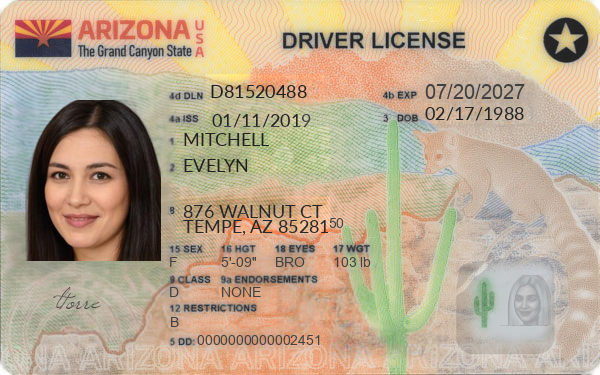 ARIZONA USA
The Grand Canyon State
DRIVER LICENSE
4d DLN D81520488
4b EXP 07/20/2027
4a ISS 01/11/2019
3 DOB 02/17/1988
1 MITCHELL
2 EVELYN
8 876 WALNUT CT
TEMPE, AZ 85281 50
15 SEX 16 HGT 18 EYES 17 WGT
F 5'-09" BRO 103 lb
9 CLASS 9a ENDORSEMENTS
D NONE
12 RESTRICTIONS
B
5 DD: 0000000000002451
ARIZONA ARIZONA ARIZONA ARIZONA